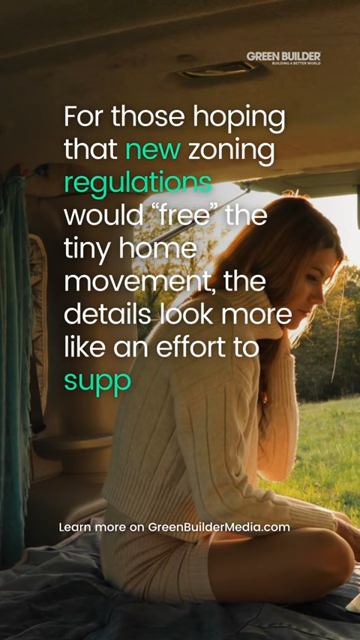 GREEN BUILDER
BUILDING A BETTER WORLD
For those hoping
that new zoning
regulations
would “free” the
tiny home
movement, the
details look more
like an effort to
supp
Learn more on GreenBuilderMedia.com